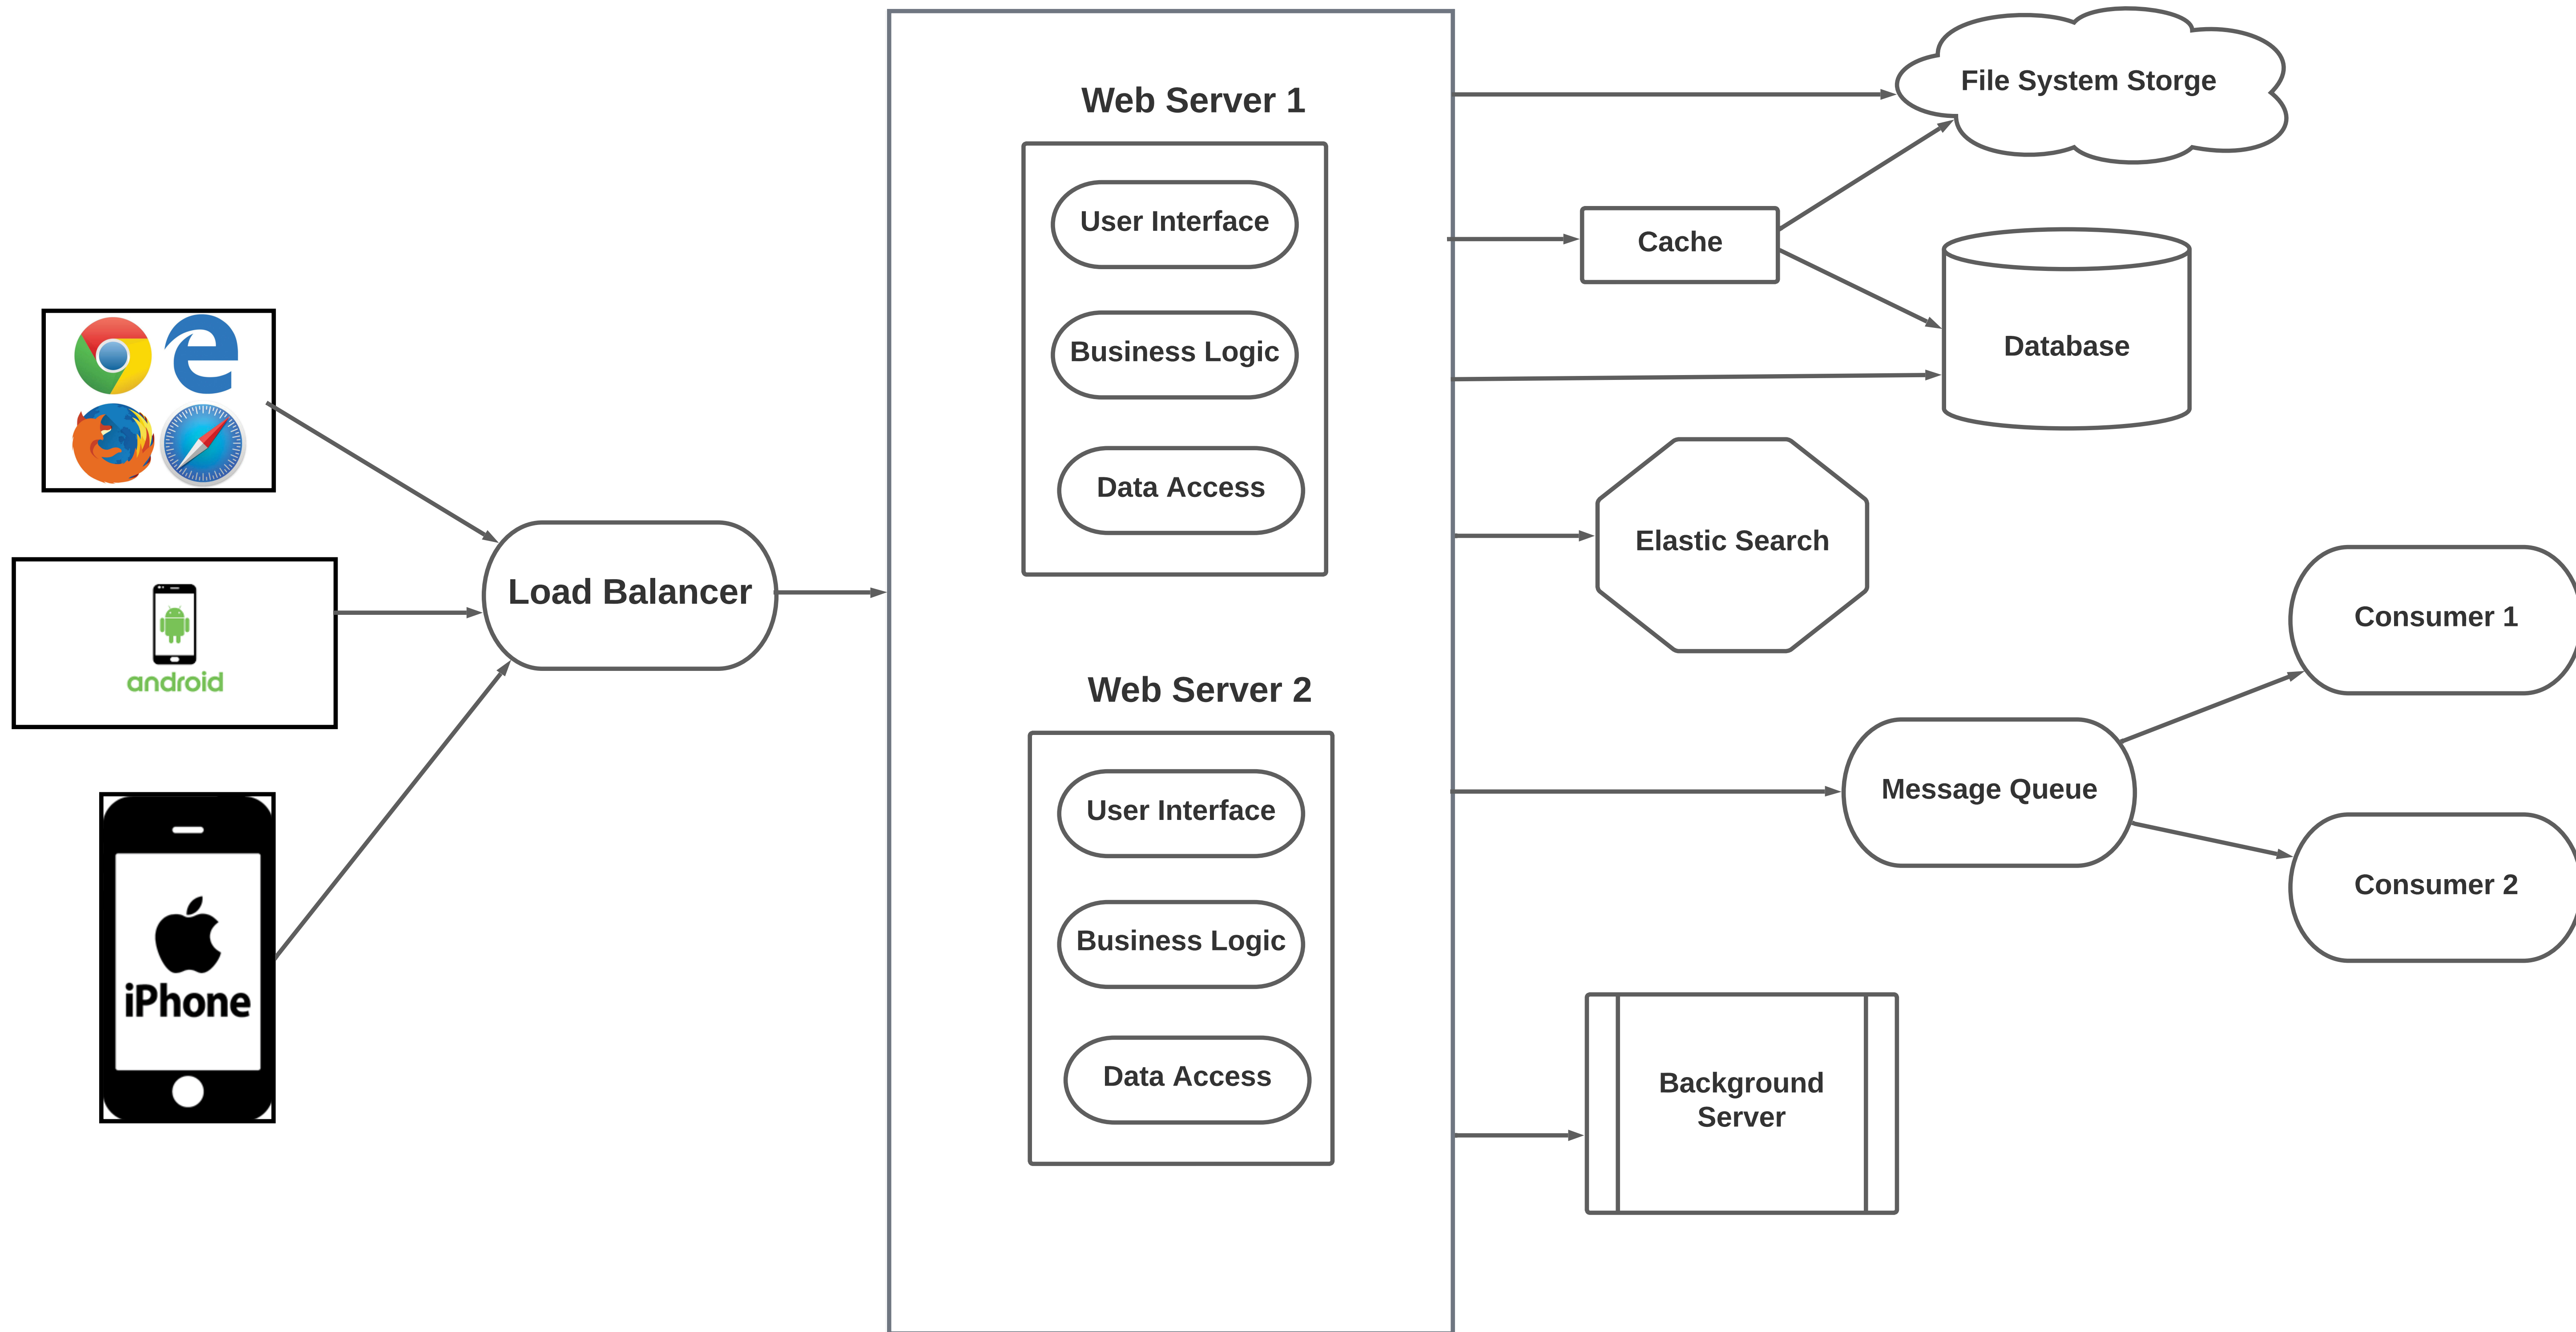 android
iPhone
Load Balancer
Web Server 1
User Interface
Business Logic
Data Access
Web Server 2
User Interface
Business Logic
Data Access
File System Storge
Cache
Database
Elastic Search
Message Queue
Consumer 1
Consumer 2
Background
Server